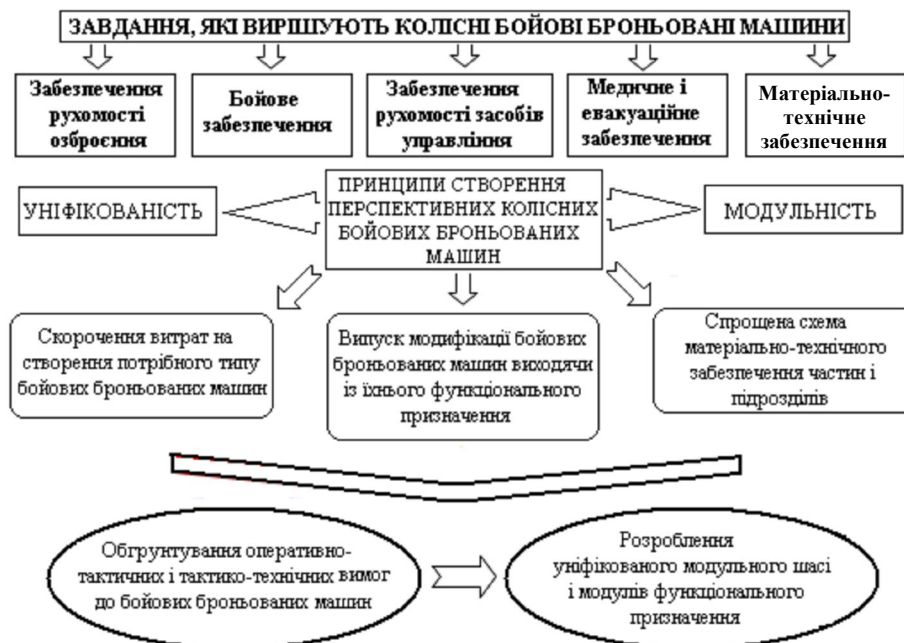 ЗАВДАННЯ, ЯКІ ВИРІШУЮТЬ КОЛІСНІ БОЙОВІ БРОНЬОВАНІ МАШИНИ
Забезпечення
рухомості
озброєння
Бойове
забезпечення
Забезпечення
рухомості засобів
управління
Медичне і
евакуаційне
забезпечення
Матеріально-
технічне
забезпечення
УНІФІКОВАНІСТЬ
ПРИНЦИПИ СТВОРЕННЯ
ПЕРСПЕКТИВНИХ КОЛІСНИХ
БОЙОВИХ БРОНЬОВАНИХ
МАШИН
МОДУЛЬНІСТЬ
Скорочення витрат на
створення потрібного типу
бойових броньованих машин
Випуск модифікації бойових
броньованих машин виходячи
із їхнього функціонального
призначення
Спрощена схема
матеріально-технічного
забезпечення частин і
підрозділів
Обгрунтування оперативно-
тактичних і тактико-технічних вимог
до бойових броньованих машин
Розроблення
уніфікованого модульного шасі
і модулів функціонального
призначення